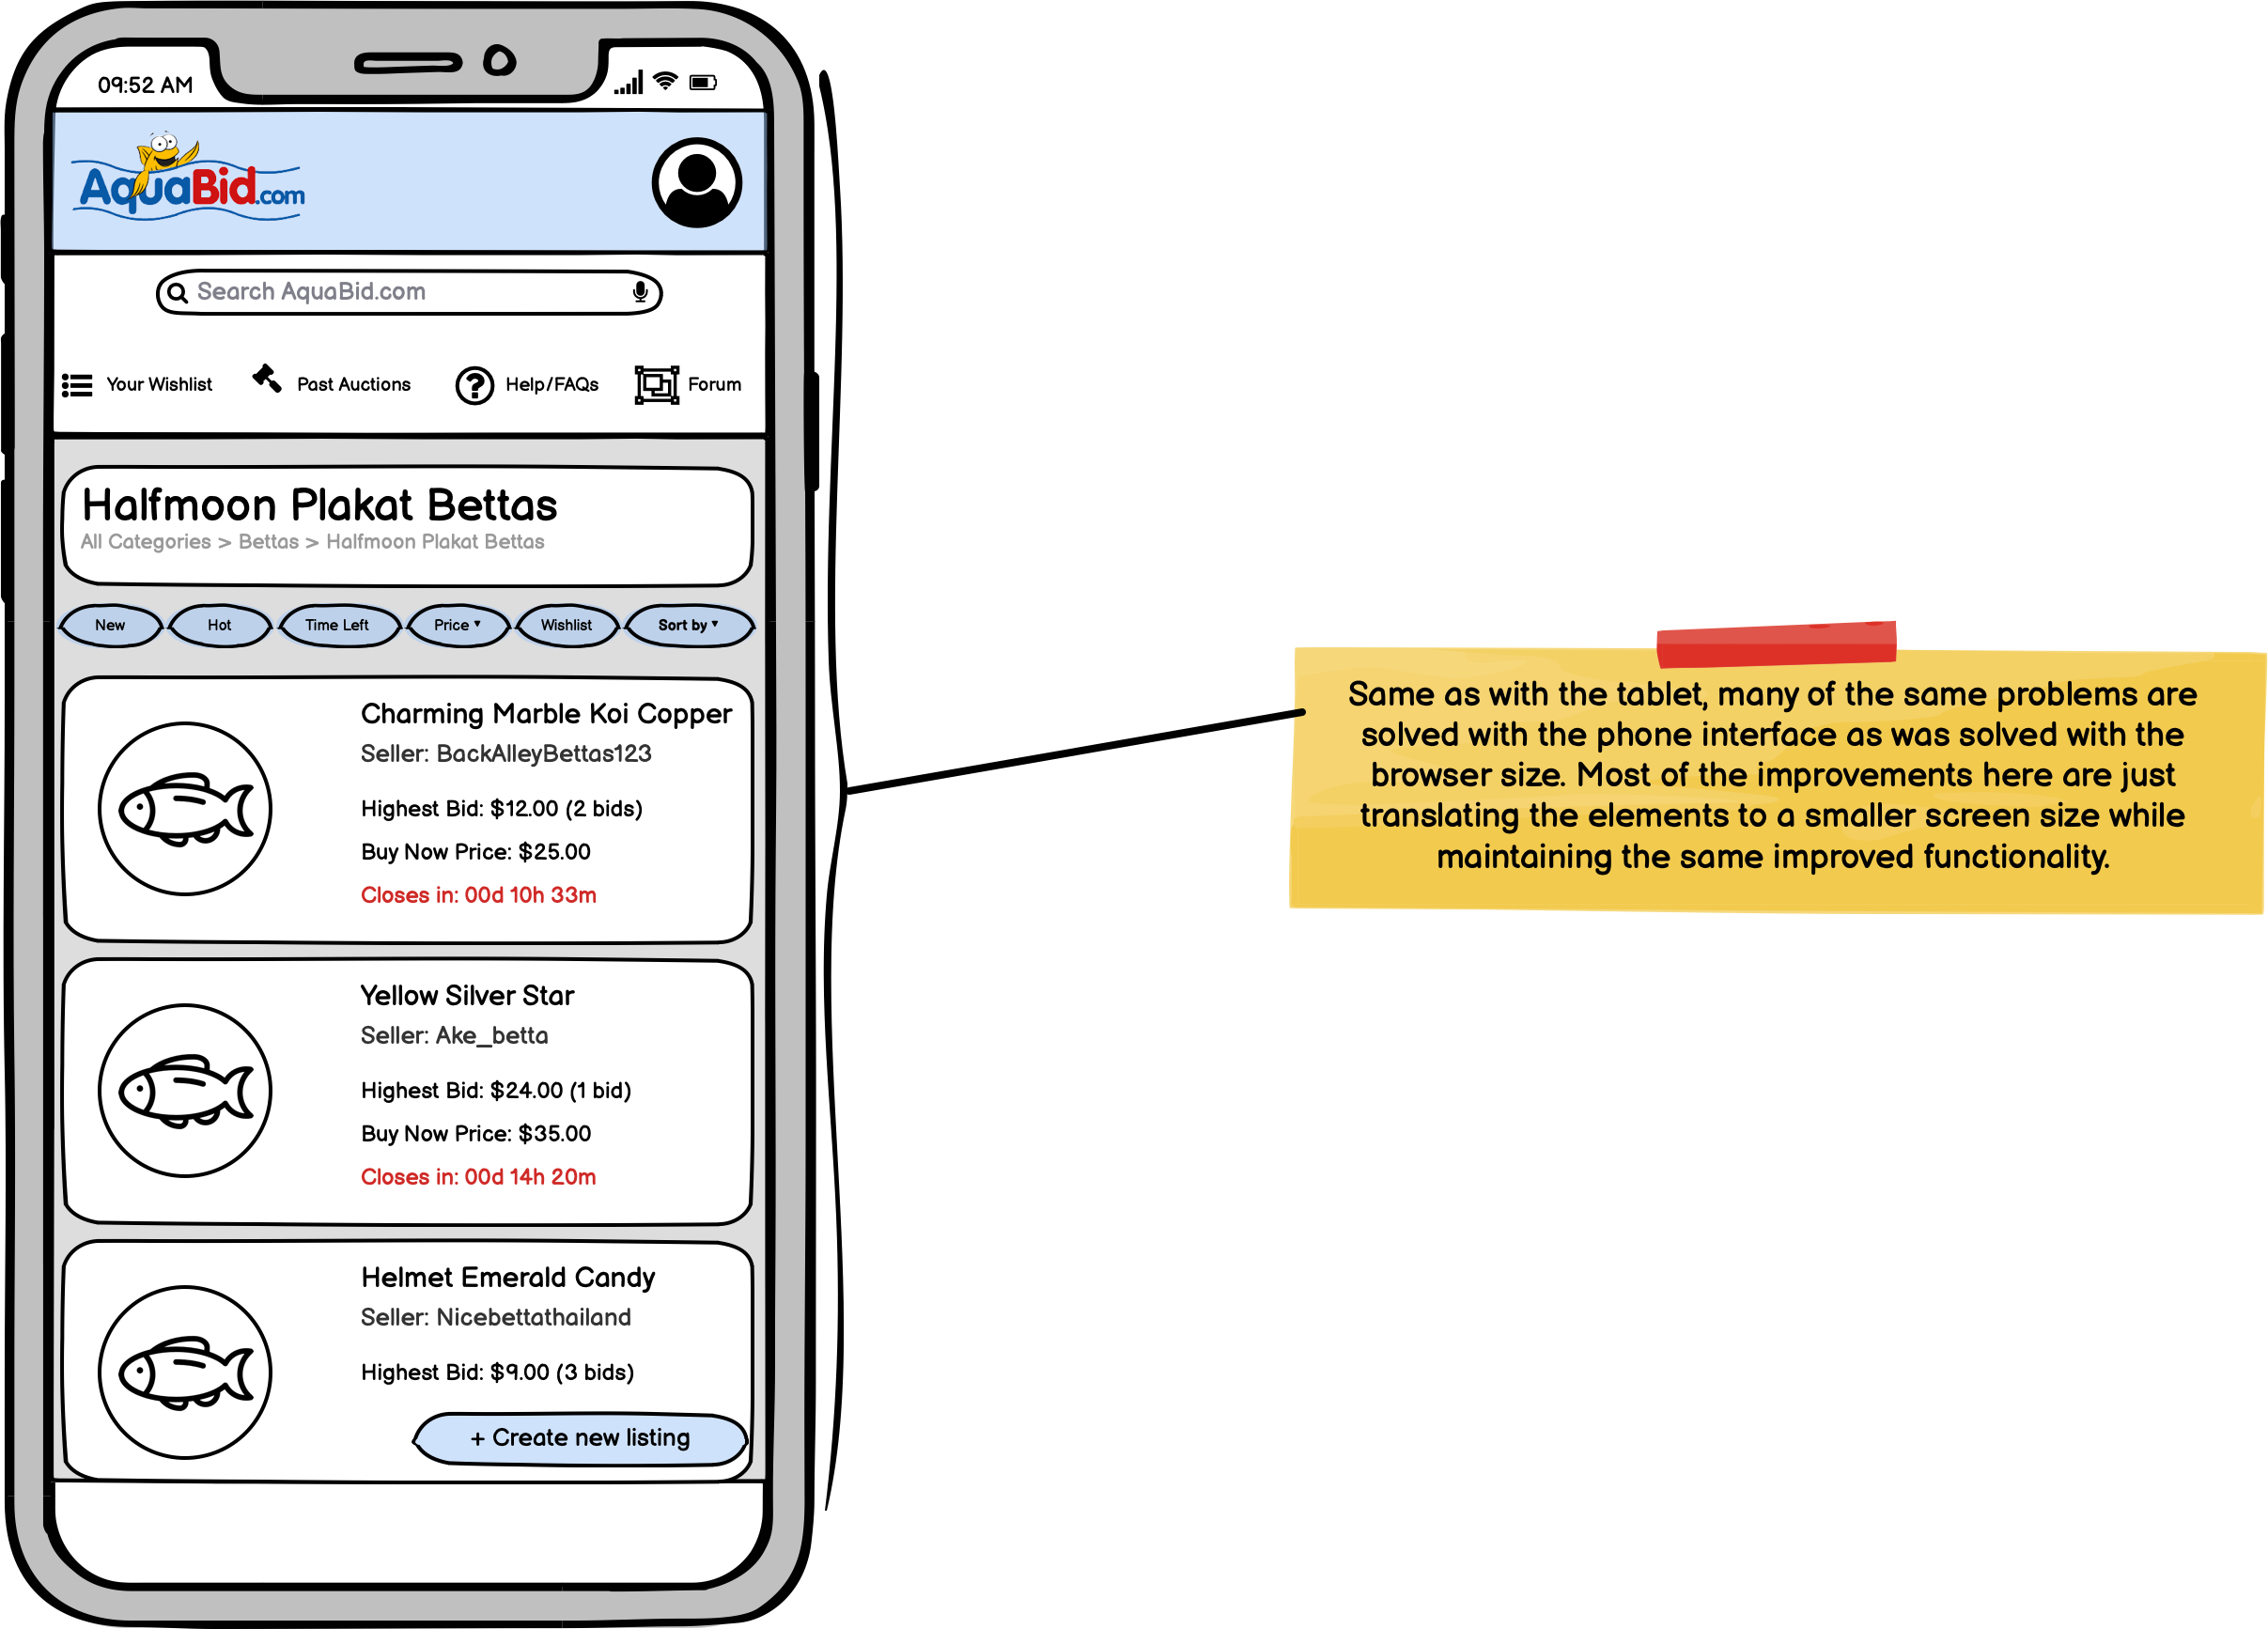 09:52 AM
AquaBid.com
Search AquaBid.com
Your Wishlist Past Auctions Help/FAQs Forum
Halfmoon Plakat Bettas
All Categories > Bettas > Halfmoon Plakat Bettas
New Hot Time Left Price ▾ Wishlist Sort by ▾
Charming Marble Koi Copper
Seller: BackAlleyBettas123
Highest Bid: $12.00 (2 bids)
Buy Now Price: $25.00
Closes in: 00d 10h 33m
Yellow Silver Star
Seller: Ake_betta
Highest Bid: $24.00 (1 bid)
Buy Now Price: $35.00
Closes in: 00d 14h 20m
Helmet Emerald Candy
Seller: Nicebettathailand
Highest Bid: $9.00 (3 bids)
+ Create new listing
Same as with the tablet, many of the same problems are
solved with the phone interface as was solved with the
browser size. Most of the improvements here are just
translating the elements to a smaller screen size while
maintaining the same improved functionality.